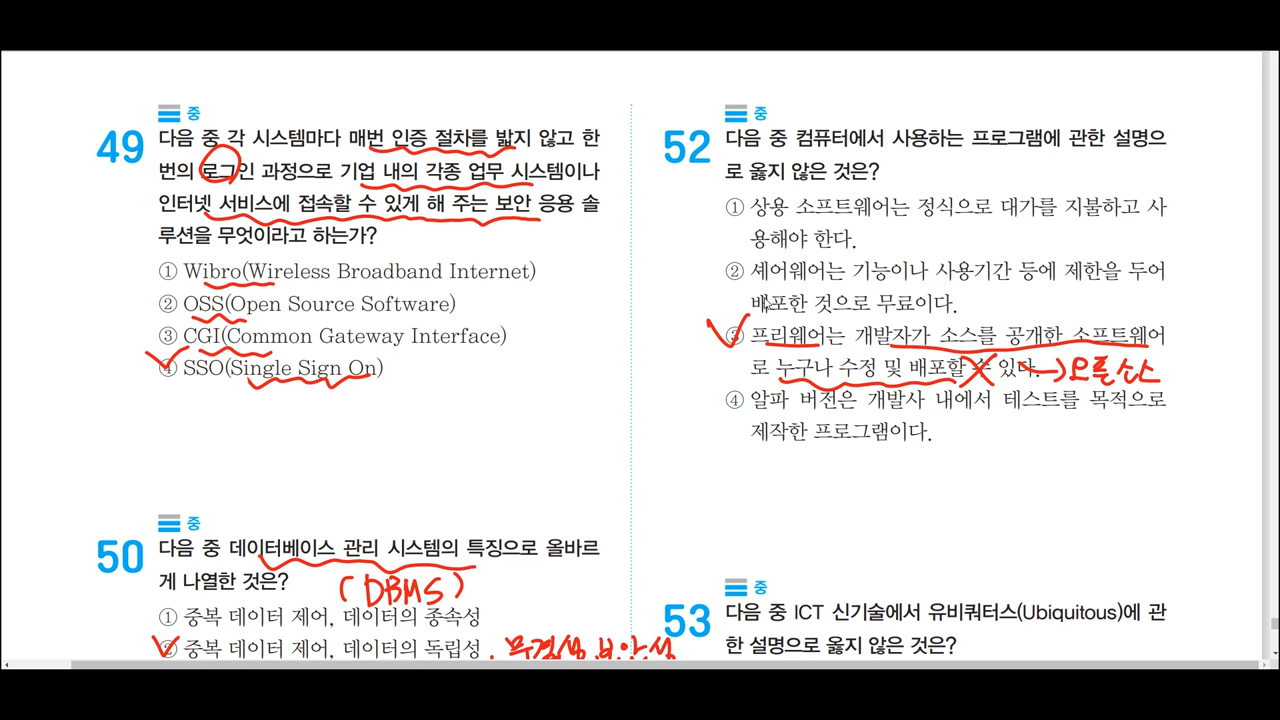 중
49
다음 중 각 시스템마다 매번 인증 절차를 밟지 않고 한
번의 로그인 과정으로 기업 내의 각종 업무 시스템이나
인터넷 서비스에 접속할 수 있게 해 주는 보안 응용 솔
루션을 무엇이라고 하는가?
① Wibro(Wireless Broadband Internet)
② OSS(Open Source Software)
③ CGI(Common Gateway Interface)
④ SSO(Single Sign On)
중
50
다음 중 데이터베이스 관리 시스템의 특징으로 올바르
게 나열한 것은?
(DBMS)
① 중복 데이터 제어, 데이터의 종속성
② 중복 데이터 제어, 데이터의 독립성, 무결성, 보안성
중
52
다음 중 컴퓨터에서 사용하는 프로그램에 관한 설명으
로 옳지 않은 것은?
① 상용 소프트웨어는 정식으로 대가를 지불하고 사
용해야 한다.
② 셰어웨어는 기능이나 사용기간 등에 제한을 두어
배포한 것으로 무료이다.
③ 프리웨어는 개발자가 소스를 공개한 소프트웨어
로 누구나 수정 및 배포할 수 있다. → 오픈소스
④ 알파 버전은 개발사 내에서 테스트를 목적으로
제작한 프로그램이다.
중
53
다음 중 ICT 신기술에서 유비쿼터스(Ubiquitous)에 관
한 설명으로 옳지 않은 것은?